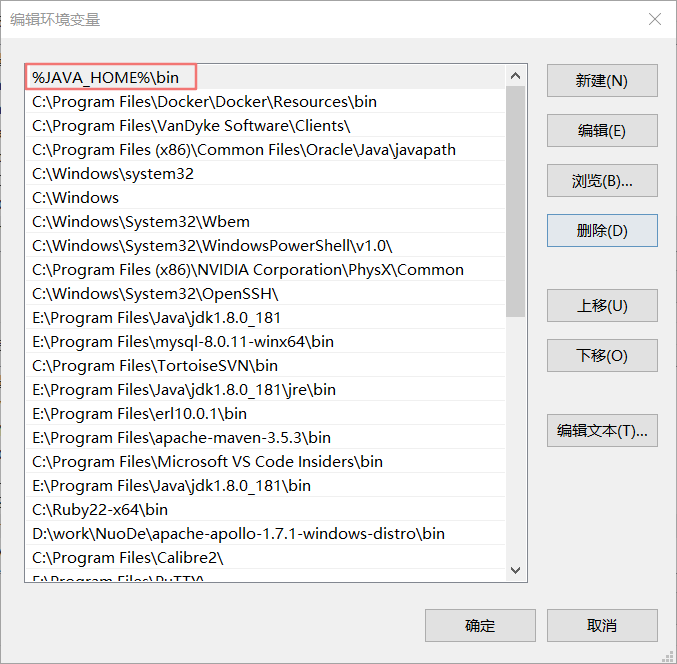 编辑环境变量
%JAVA_HOME%\bin
C:\Program Files\Docker\Docker\Resources\bin
C:\Program Files\VanDyke Software\Clients\
C:\Program Files (x86)\Common Files\Oracle\Java\javapath
C:\Windows\system32
C:\Windows
C:\Windows\System32\Wbem
C:\Windows\System32\WindowsPowerShell\v1.0\
C:\Program Files (x86)\NVIDIA Corporation\PhysX\Common
C:\Windows\System32\OpenSSH\
E:\Program Files\Java\jdk1.8.0_181
E:\Program Files\mysql-8.0.11-winx64\bin
C:\Program Files\TortoiseSVN\bin
E:\Program Files\Java\jdk1.8.0_181\jre\bin
E:\Program Files\erl10.0.1\bin
E:\Program Files\apache-maven-3.5.3\bin
C:\Program Files\Microsoft VS Code Insiders\bin
E:\Program Files\Java\jdk1.8.0_181\bin
C:\Ruby22-x64\bin
D:\work\NuoDe\apache-apollo-1.7.1-windows-distro\bin
C:\Program Files\Calibre2\
E:\Program Files\PuTTY\
新建(N)
编辑(E)
浏览(B)...
删除(D)
上移(U)
下移(O)
编辑文本(T)...
确定
取消